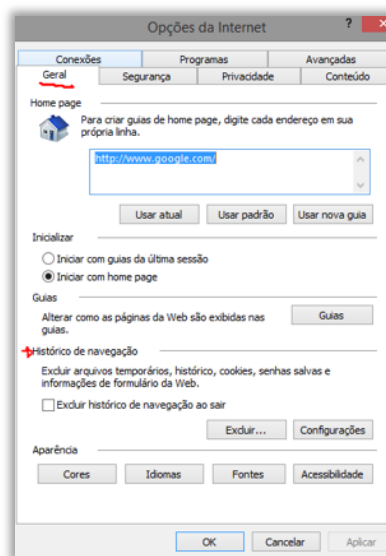 Opções da Internet
?
Conexões Programas Avançadas
Geral Segurança Privacidade Conteúdo
Home page
Para criar guias de home page, digite cada endereço em sua
própria linha.
http://www.google.com/
Usar atual Usar padrão Usar nova guia
Inicializar
Iniciar com guias da última sessão
Iniciar com home page
Guias
Alterar como as páginas da Web são exibidas nas
guias.
Guias
Histórico de navegação
Excluir arquivos temporários, histórico, cookies, senhas salvas e
informações de formulário da Web.
Excluir histórico de navegação ao sair
Excluir... Configurações
Aparência
Cores Idiomas Fontes Acessibilidade
OK Cancelar Aplicar